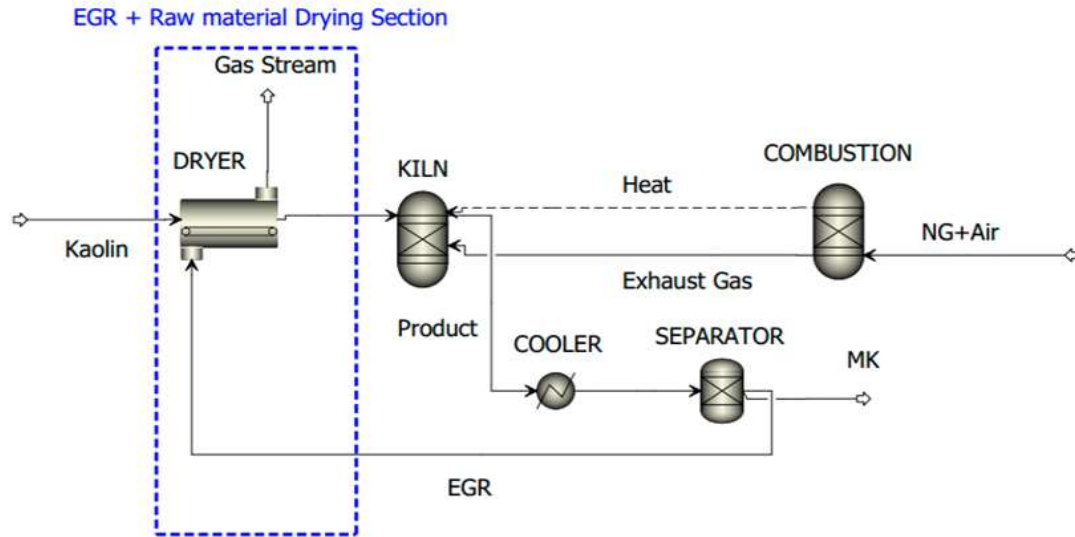 EGR + Raw material Drying Section
Gas Stream
DRYER
KILN
COMBUSTION
Heat
Kaolin
NG+Air
Exhaust Gas
Product
COOLER
SEPARATOR
MK
EGR